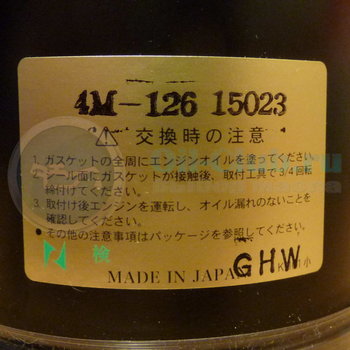 4M-126 15023
⚠ 交換時の注意
1. ガスケットの全周にエンジンオイルを塗ってください。
2. シール面にガスケットが接触後、取付工具で3/4回転
締付けてください。
3. 取付け後エンジンを運転し、オイル漏れのないことを
確認してください。
● その他の注意事項はパッケージを参照してください。
検
MADE IN JAPAN
GHW
小